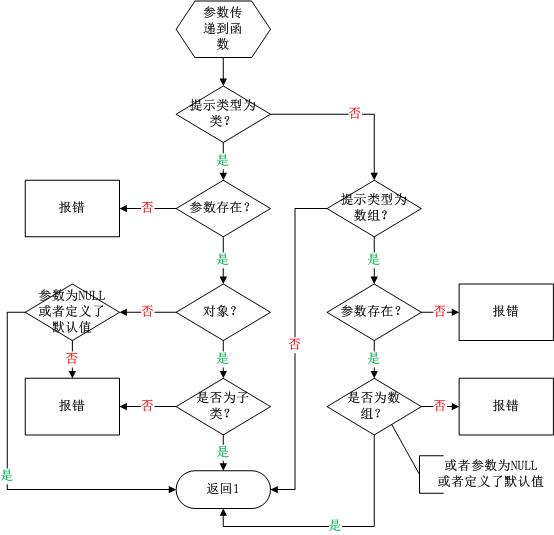 参数传
递到函
数
提示类型为
类?
否
是
报错
否
参数存在?
提示类型为
数组?
是
是
参数为NULL
或者定义了
默认值
否
对象?
参数存在?
否
报错
否
否
是
是
报错
否
是否为子
类?
是否为数
组?
否
报错
是
是
返回1
或者参数为NULL
或者定义了默认值
是